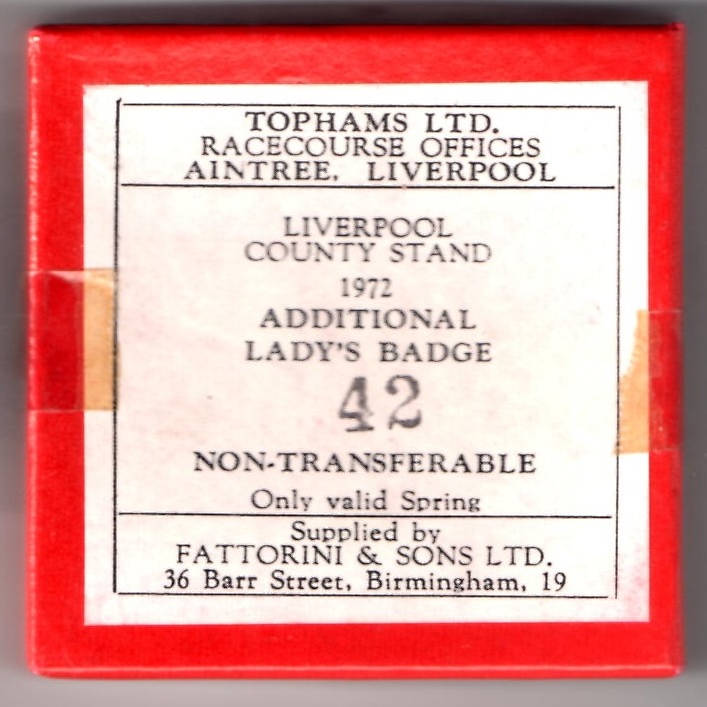 TOPHAMS LTD.
RACECOURSE OFFICES
AINTREE. LIVERPOOL
LIVERPOOL
COUNTY STAND
1972
ADDITIONAL
LADY'S BADGE
42
NON-TRANSFERABLE
Only valid Spring
Supplied by
FATTORINI & SONS LTD.
36 Barr Street, Birmingham, 19